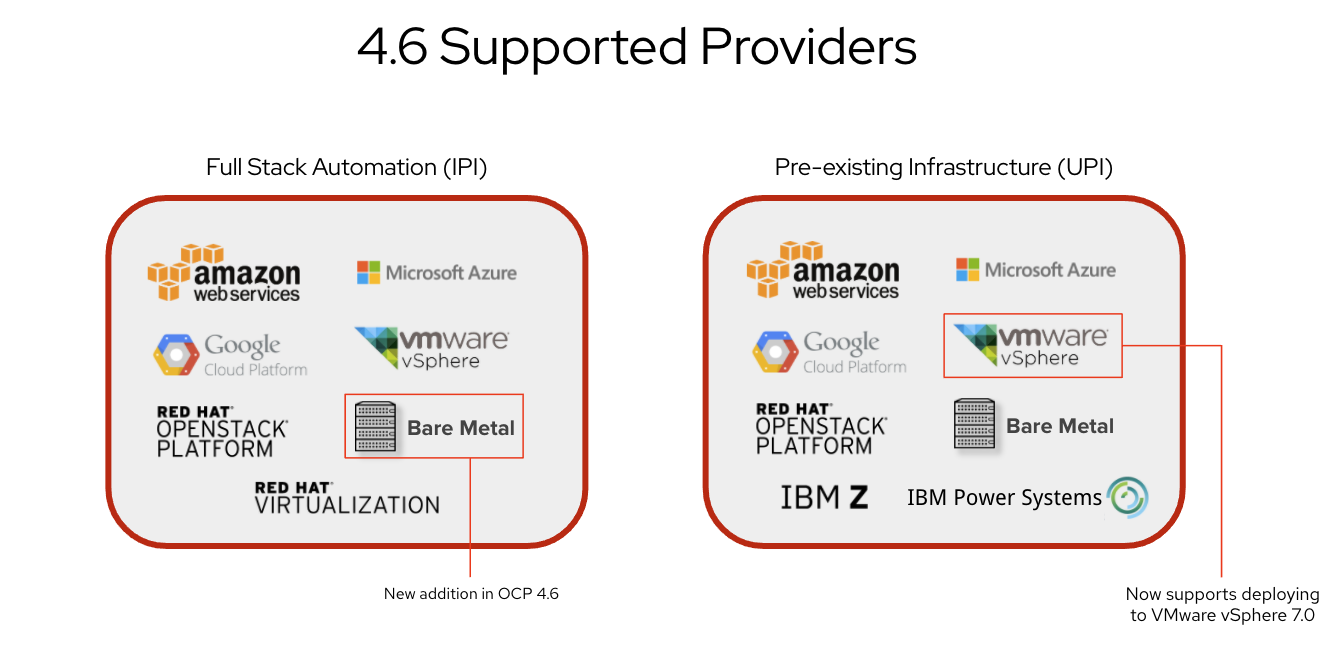 4.6 Supported Providers
Full Stack Automation (IPI)
amazon
web services
Microsoft Azure
Google
Cloud Platform
vmware®
vSphere
RED HAT®
OPENSTACK®
PLATFORM
Bare Metal
RED HAT®
VIRTUALIZATION
New addition in OCP 4.6
Pre-existing Infrastructure (UPI)
amazon
web services
Microsoft Azure
Google
Cloud Platform
vmware®
vSphere
RED HAT®
OPENSTACK®
PLATFORM
Bare Metal
IBM Z
IBM Power Systems
Now supports deploying
to VMware vSphere 7.0